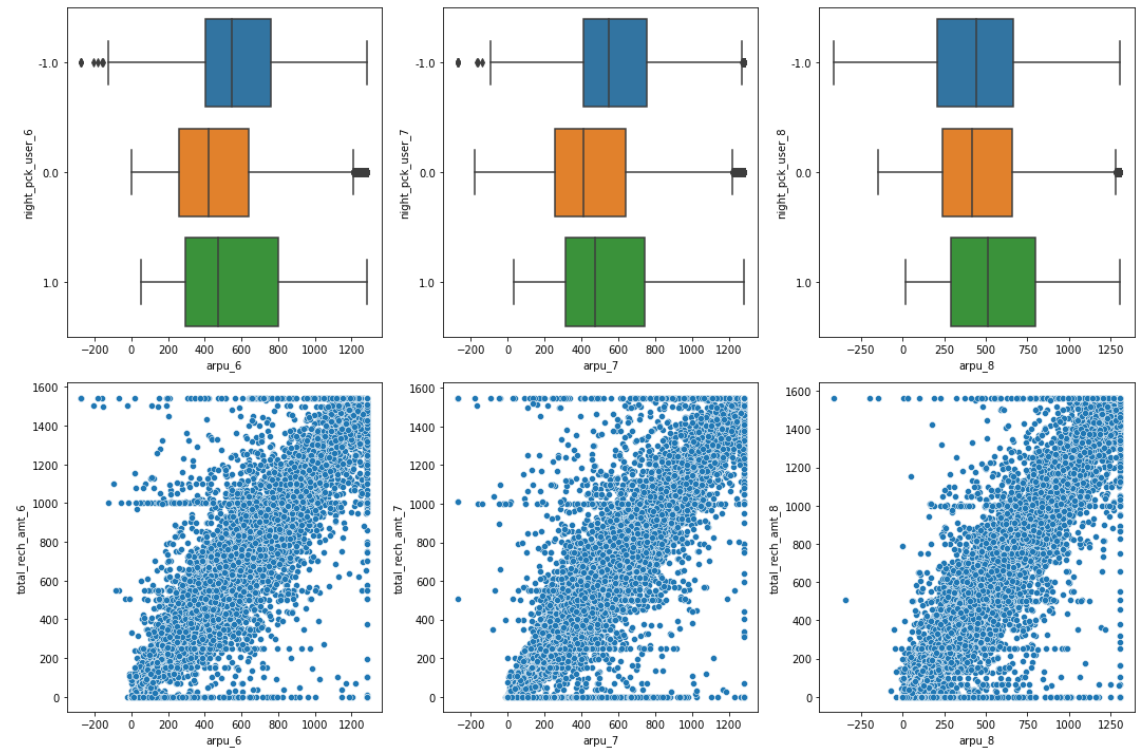 night_pck_user_6
-1.0
0.0
1.0
−200 0 200 400 600 800 1000 1200
arpu_6
night_pck_user_7
-1.0
0.0
1.0
−200 0 200 400 600 800 1000 1200
arpu_7
night_pck_user_8
-1.0
0.0
1.0
−250 0 250 500 750 1000 1250
arpu_8
total_rech_amt_6
1600
1400
1200
1000
800
600
400
200
0
−200 0 200 400 600 800 1000 1200
arpu_6
total_rech_amt_7
1600
1400
1200
1000
800
600
400
200
0
−200 0 200 400 600 800 1000 1200
arpu_7
total_rech_amt_8
1600
1400
1200
1000
800
600
400
200
0
−250 0 250 500 750 1000 1250
arpu_8